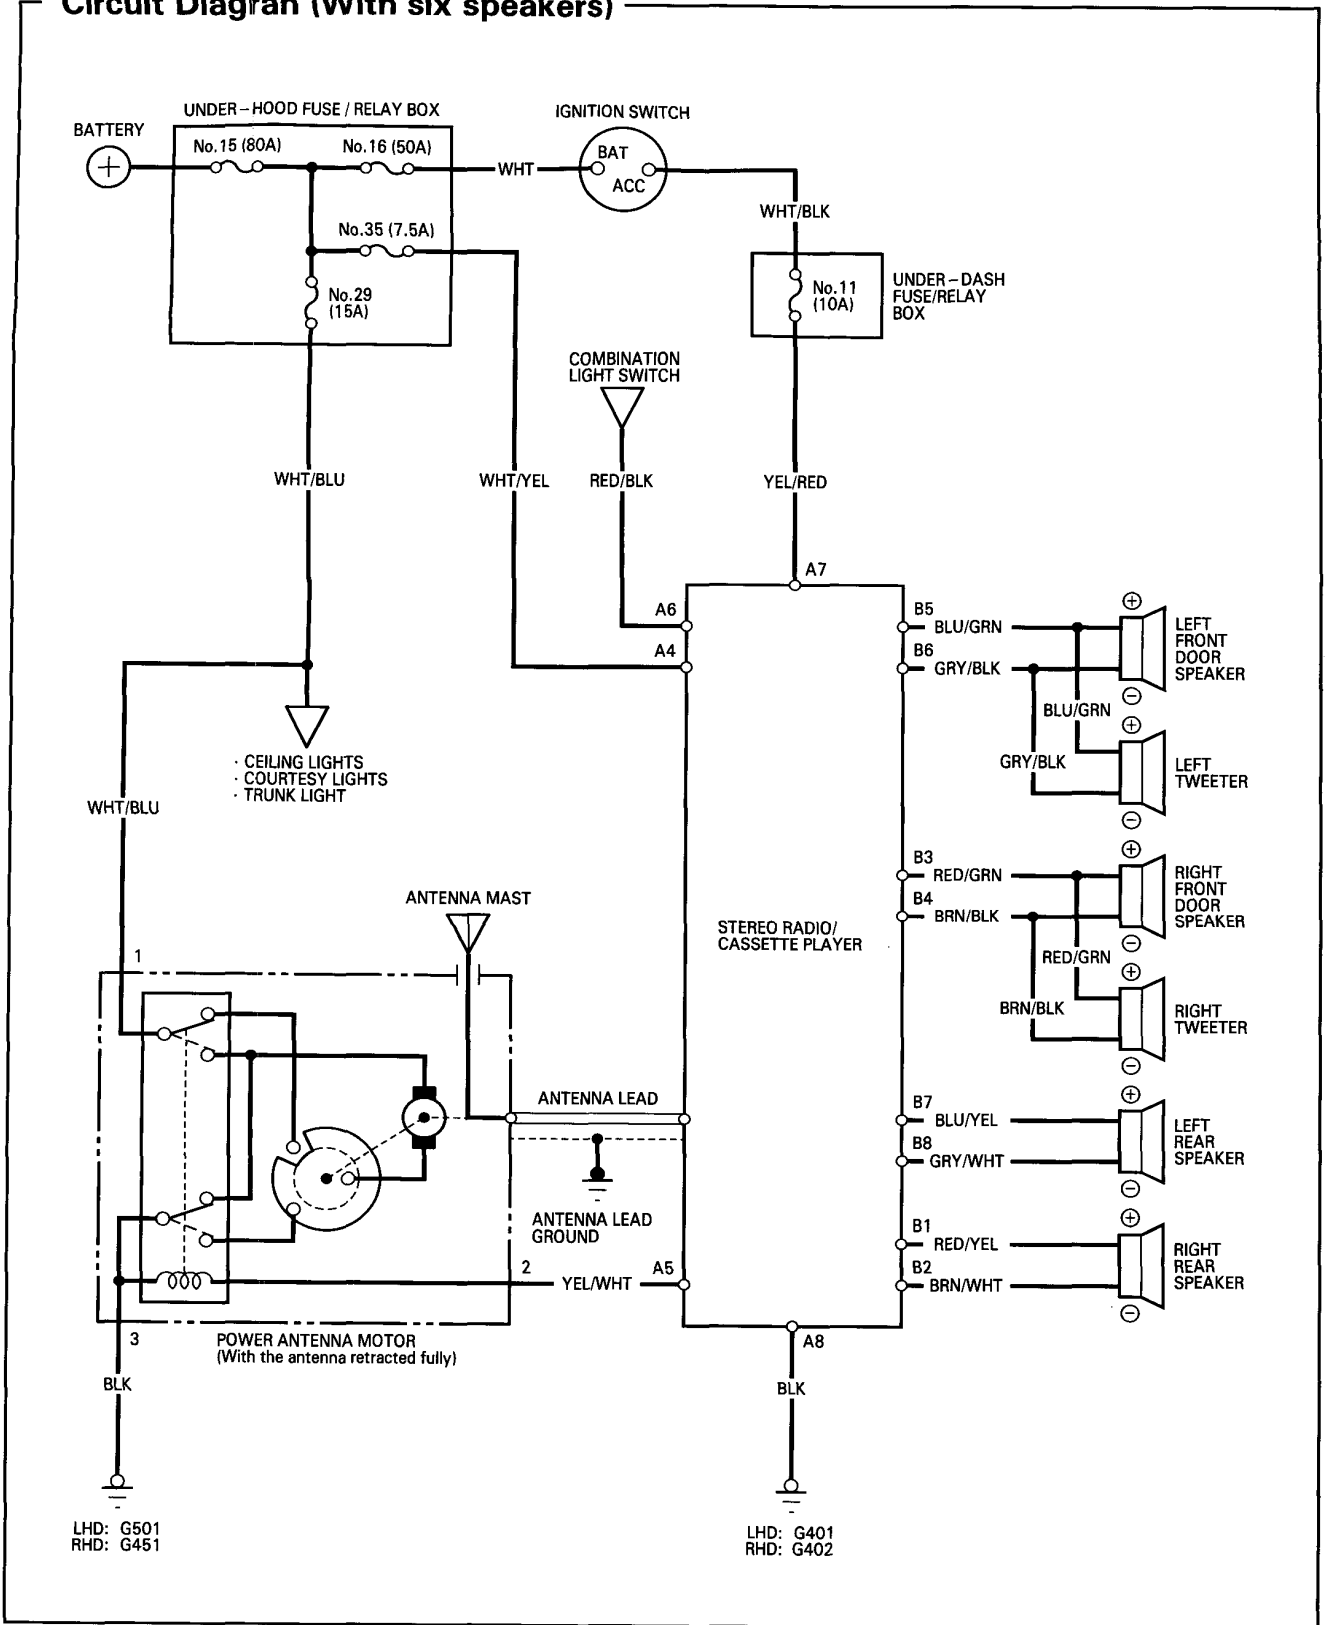 Circuit Diagran (With six speakers)
UNDER–HOOD FUSE / RELAY BOX
IGNITION SWITCH
BATTERY
No.15 (80A)
No.16 (50A)
WHT
BAT
ACC
WHT/BLK
No.35 (7.5A)
No.29
(15A)
No.11
(10A)
UNDER–DASH
FUSE/RELAY
BOX
COMBINATION
LIGHT SWITCH
WHT/BLU
WHT/YEL
RED/BLK
YEL/RED
A7
A6
A4
B5
BLU/GRN
B6
GRY/BLK
LEFT
FRONT
DOOR
SPEAKER
BLU/GRN
GRY/BLK
LEFT
TWEETER
· CEILING LIGHTS
· COURTESY LIGHTS
· TRUNK LIGHT
WHT/BLU
B3
RED/GRN
B4
BRN/BLK
RIGHT
FRONT
DOOR
SPEAKER
ANTENNA MAST
STEREO RADIO/
CASSETTE PLAYER
RED/GRN
BRN/BLK
RIGHT
TWEETER
1
ANTENNA LEAD
B7
BLU/YEL
B8
GRY/WHT
LEFT
REAR
SPEAKER
ANTENNA LEAD
GROUND
B1
RED/YEL
B2
BRN/WHT
RIGHT
REAR
SPEAKER
2
YEL/WHT
A5
3
POWER ANTENNA MOTOR
(With the antenna retracted fully)
A8
BLK
BLK
LHD: G501
RHD: G451
LHD: G401
RHD: G402